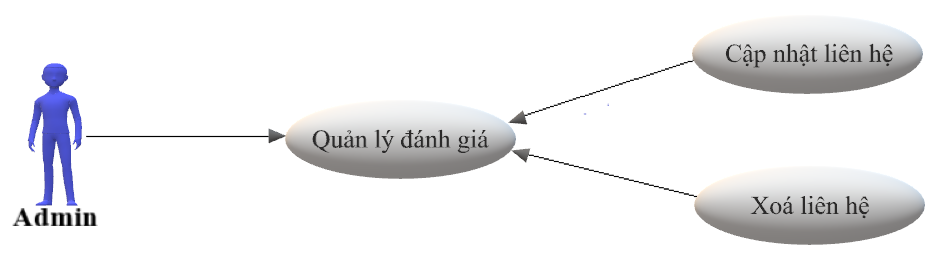 Cập nhật liên hệ
Quản lý đánh giá
Xoá liên hệ
Admin